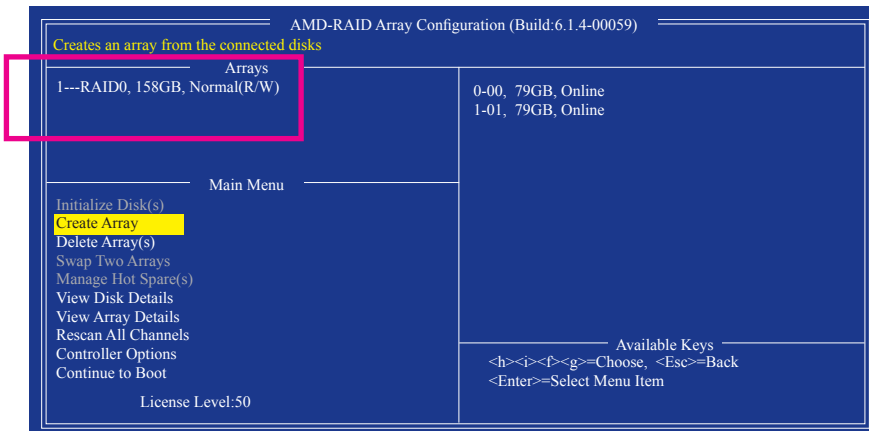 AMD-RAID Array Configuration (Build:6.1.4-00059)
Creates an array from the connected disks
Arrays
1---RAID0, 158GB, Normal(R/W)
0-00, 79GB, Online
1-01, 79GB, Online
Main Menu
Initialize Disk(s)
Create Array
Delete Array(s)
Swap Two Arrays
Manage Hot Spare(s)
View Disk Details
View Array Details
Rescan All Channels
Controller Options
Continue to Boot
License Level:50
Available Keys
<h><i><f><g>=Choose, <Esc>=Back
<Enter>=Select Menu Item